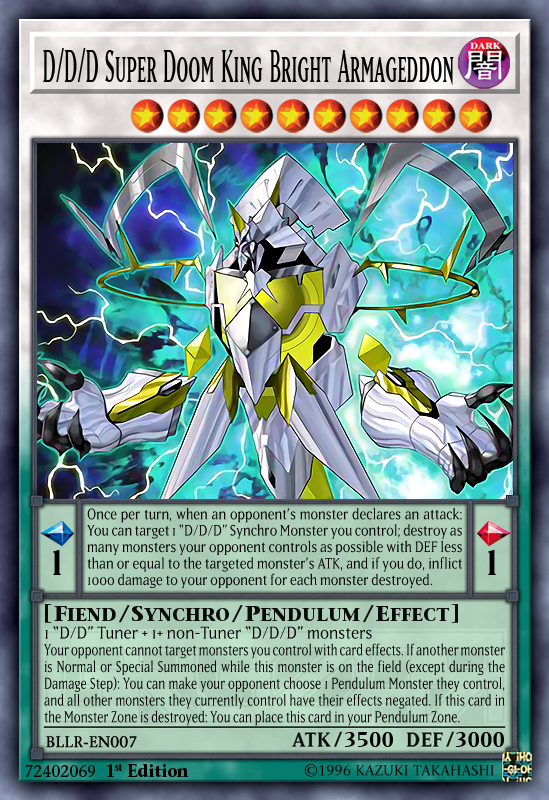 D/D/D Super Doom King Bright Armageddon
DARK
闇
Once per turn, when an opponent's monster declares an attack:
You can target 1 "D/D/D" Synchro Monster you control; destroy as
many monsters your opponent controls as possible with DEF less
than or equal to the targeted monster's ATK, and if you do, inflict
1000 damage to your opponent for each monster destroyed.
1
1
[Fiend/Synchro/Pendulum/Effect]
1 "D/D" Tuner + 1+ non-Tuner "D/D/D" monsters
Your opponent cannot target monsters you control with card effects. If another monster
is Normal or Special Summoned while this monster is on the field (except during the
Damage Step): You can make your opponent choose 1 Pendulum Monster they control,
and all other monsters they currently control have their effects negated. If this card in
the Monster Zone is destroyed: You can place this card in your Pendulum Zone.
BLLR-EN007
ATK/3500 DEF/3000
72402069 1st Edition
©1996 KAZUKI TAKAHASHI